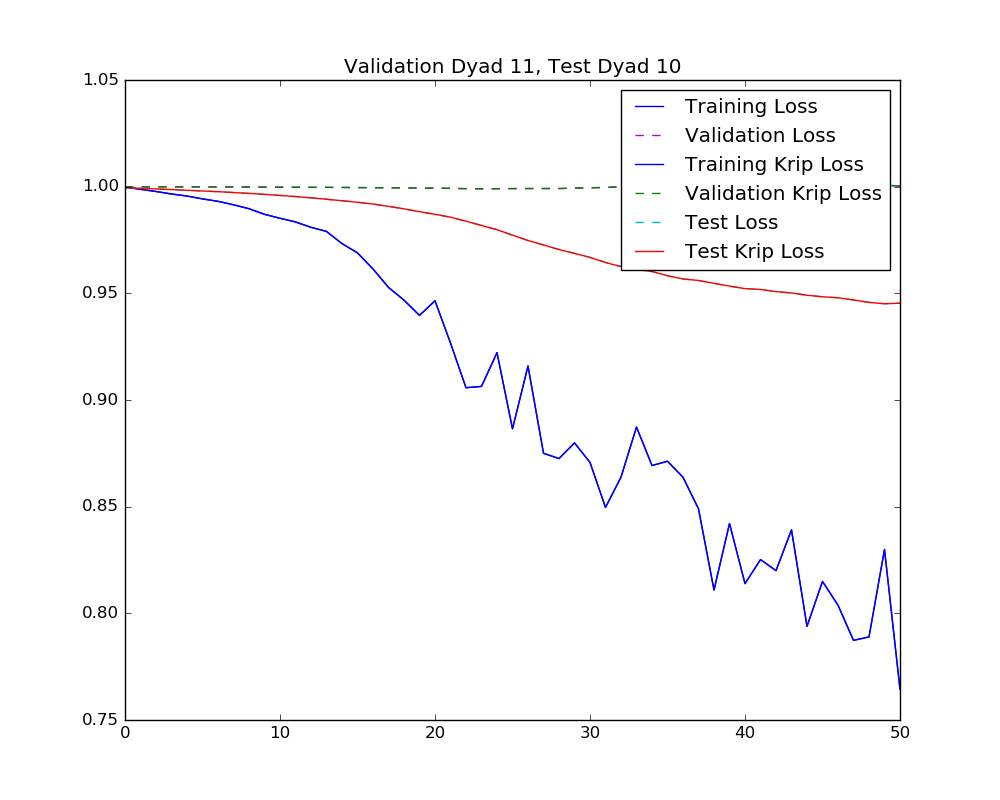 Validation Dyad 11, Test Dyad 10
1.05
1.00
0.95
0.90
0.85
0.80
0.75
0
10
20
30
40
50
Training Loss
Validation Loss
Training Krip Loss
Validation Krip Loss
Test Loss
Test Krip Loss